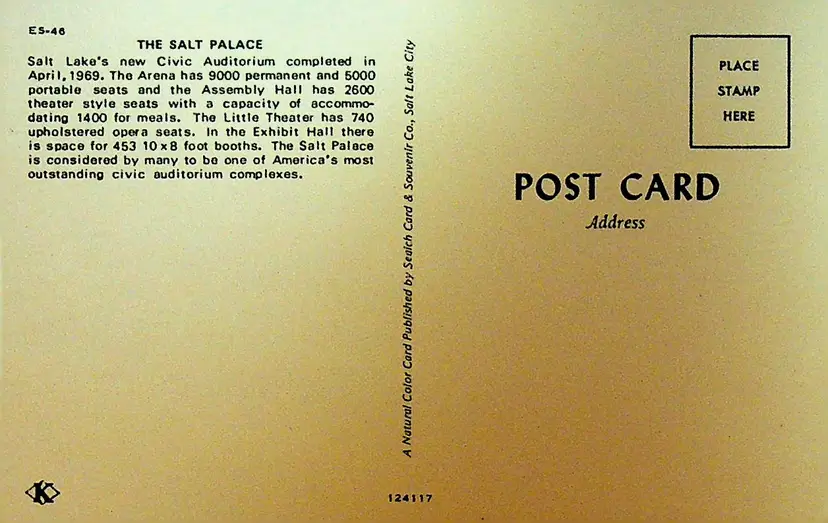 ES-46
THE SALT PALACE
Salt Lake's new Civic Auditorium completed in
April, 1969. The Arena has 9000 permanent and 5000
portable seats and the Assembly Hall has 2600
theater style seats with a capacity of accommo-
dating 1400 for meals. The Little Theater has 740
upholstered opera seats. In the Exhibit Hall there
is space for 453 10x8 foot booths. The Salt Palace
is considered by many to be one of America's most
outstanding civic auditorium complexes.
A Natural Color Card Published by Sealch Card & Souvenir Co., Salt Lake City
PLACE
STAMP
HERE
POST CARD
Address
K
124117